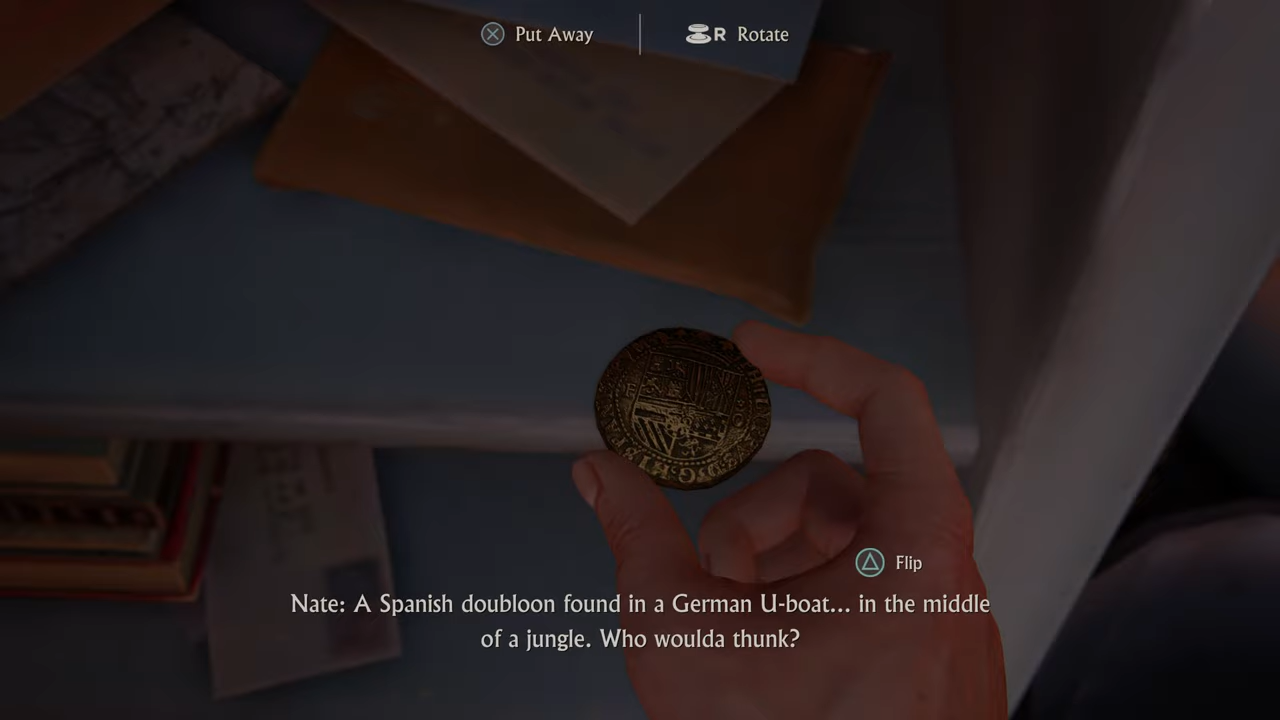 Put Away
R Rotate
Flip
Nate: A Spanish doubloon found in a German U-boat... in the middle
of a jungle. Who woulda thunk?